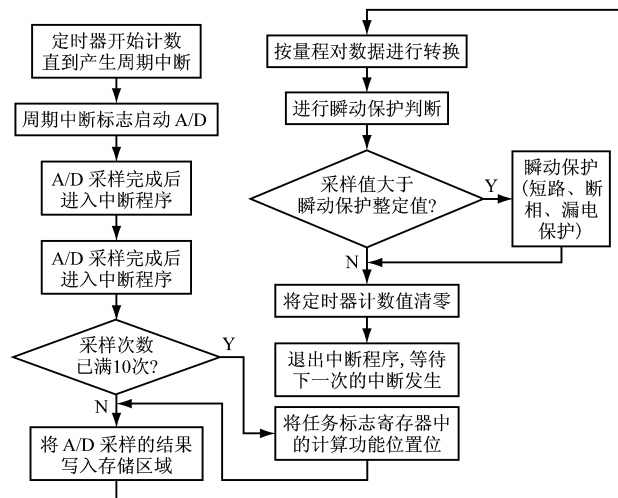 定时器开始计数
直到产生周期中断
周期中断标志启动 A/D
A/D 采样完成后
进入中断程序
A/D 采样完成后
进入中断程序
采样次数
已满10次?
Y
N
将 A/D 采样的结果
写入存储区域
按量程对数据进行转换
进行瞬动保护判断
采样值大于
瞬动保护整定值?
Y
瞬动保护
(短路、断
相、漏电
保护)
N
将定时器计数值清零
退出中断程序,等待
下一次的中断发生
将任务标志寄存器中
的计算功能位置位